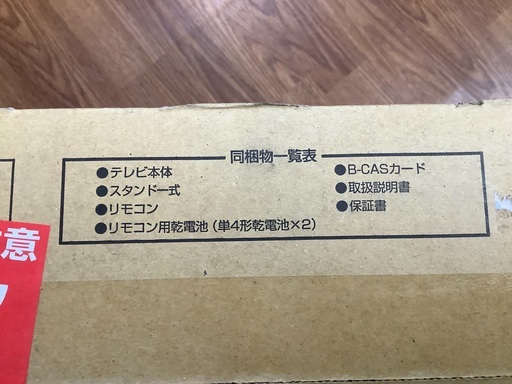 同梱物一覧表
●テレビ本体
●スタンド一式
●リモコン
●リモコン用乾電池（単4形乾電池×2）
●B-CASカード
●取扱説明書
●保証書
意